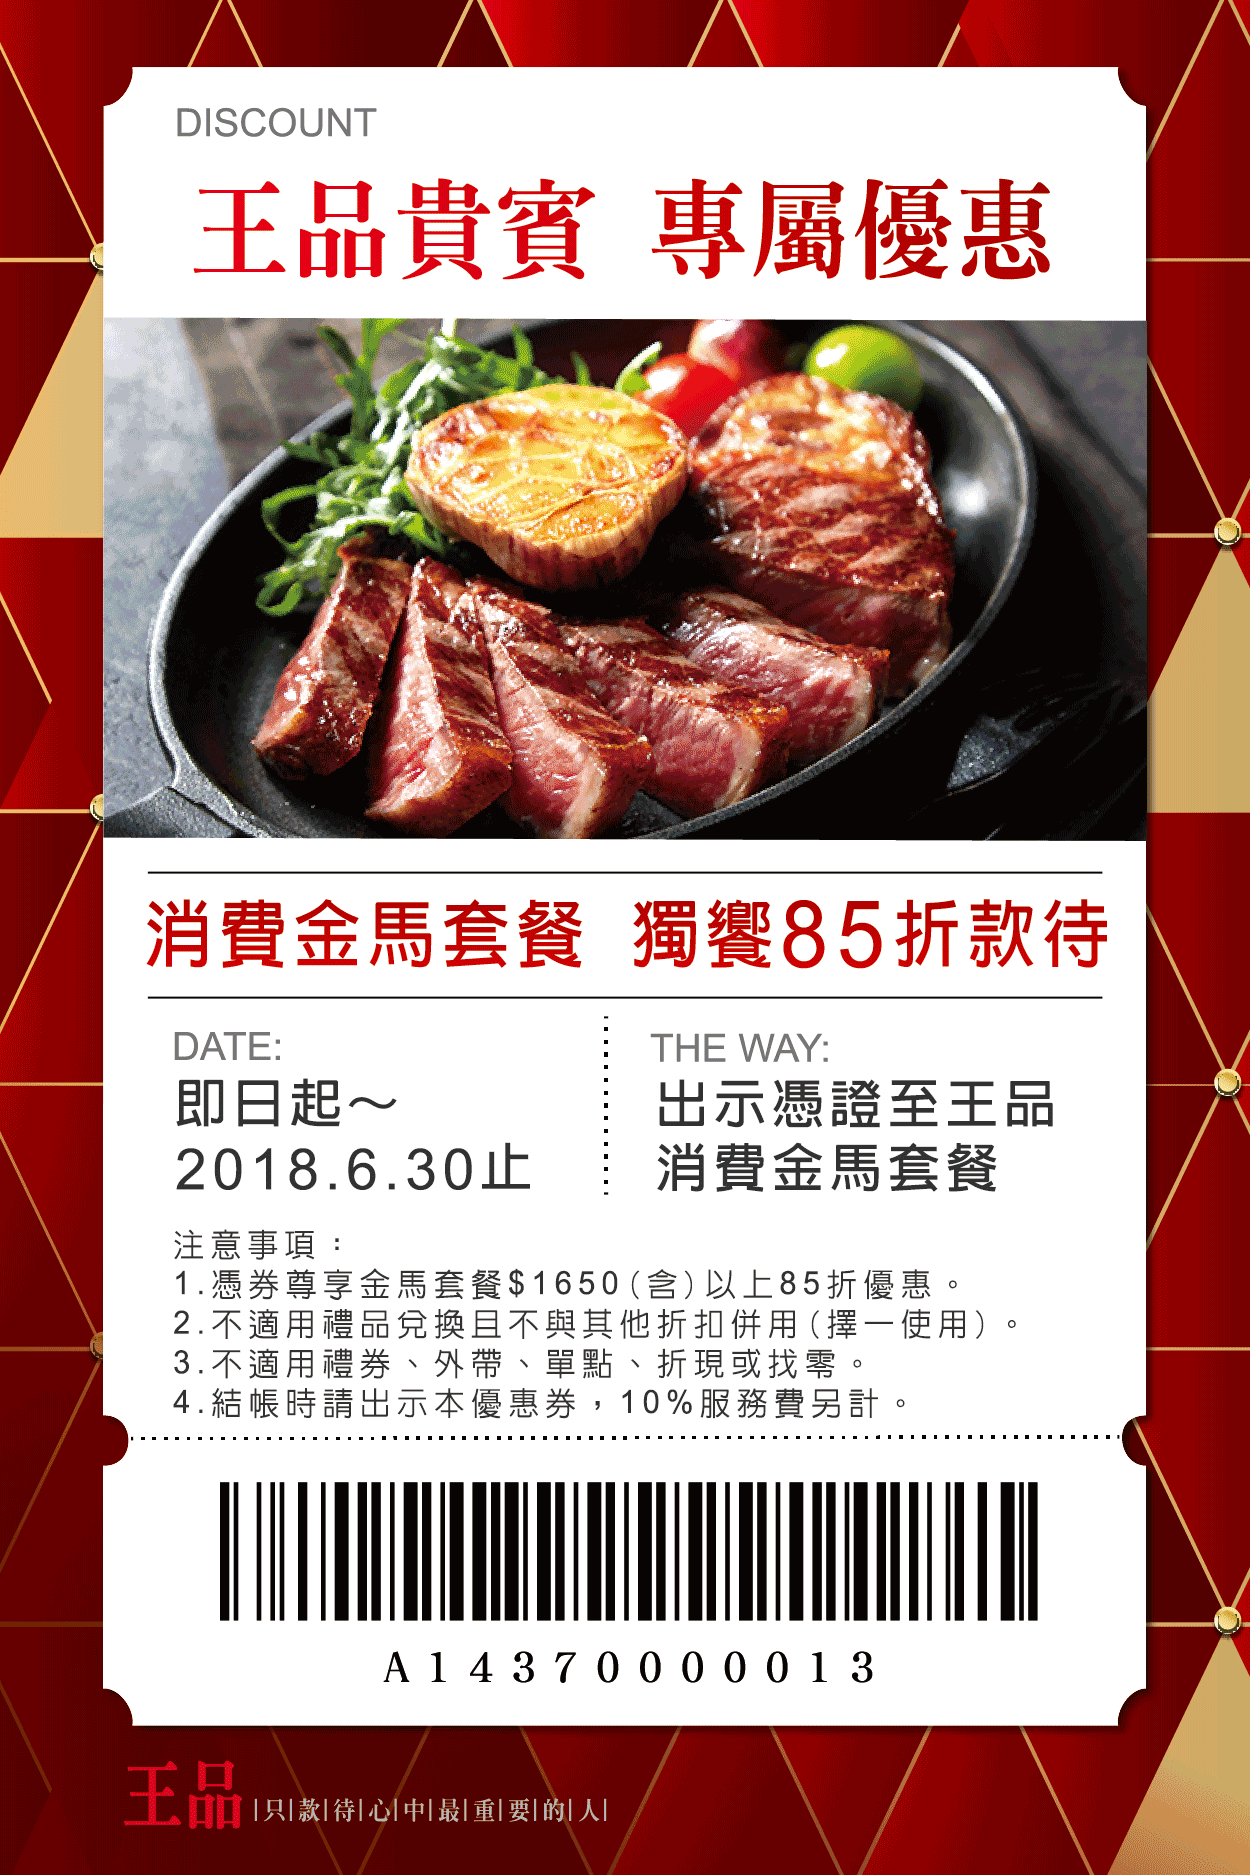 DISCOUNT
王品貴賓 專屬優惠
消費金馬套餐 獨饗85折款待
DATE:
即日起～
2018.6.30止
THE WAY:
出示憑證至王品
消費金馬套餐
注意事項：
1.憑券尊享金馬套餐$1650(含)以上85折優惠。
2.不適用禮品兌換且不與其他折扣併用(擇一使用)。
3.不適用禮券、外帶、單點、折現或找零。
4.結帳時請出示本優惠券，10%服務費另計。
A14370000013
王品 |只|款|待|心|中|最|重|要|的|人|